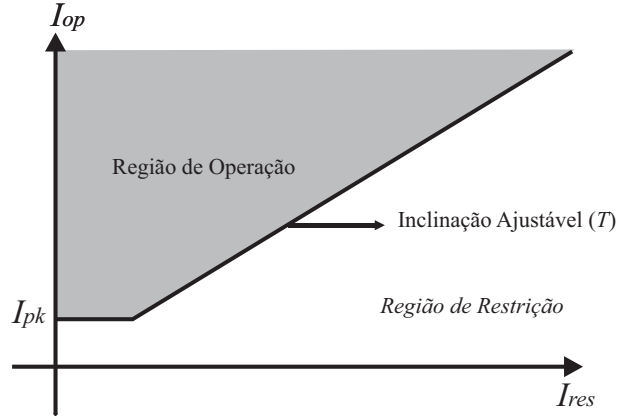 Iop
Região de Operação
Inclinação Ajustável (T)
Ipk
Região de Restrição
Ires